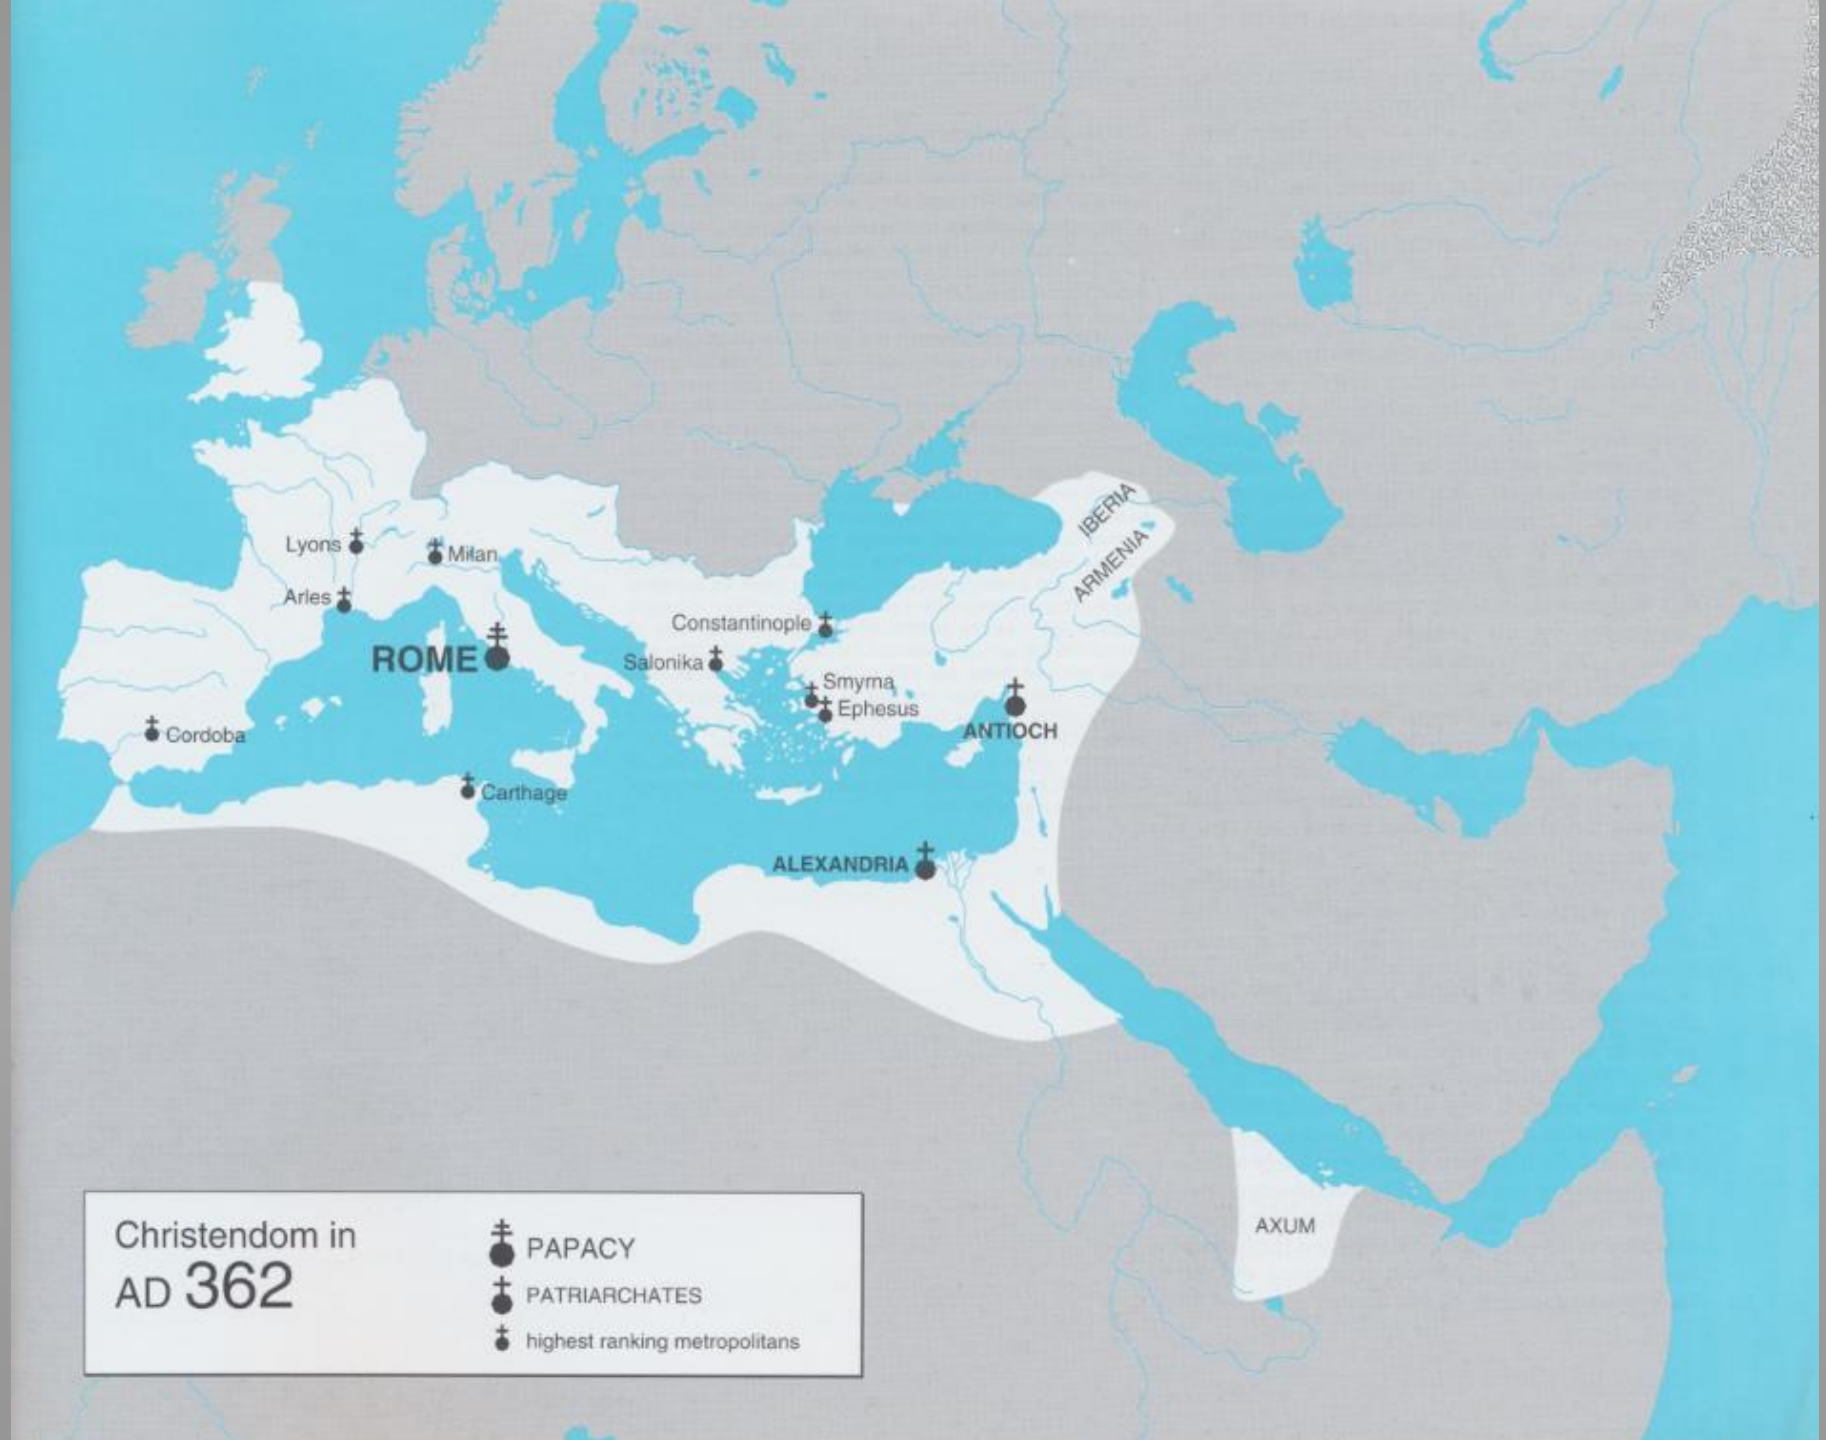 IBERIA
ARMENIA
Lyons
Milan
Arles
Constantinople
ROME
Salonika
Smyrna
Ephesus
Cordoba
ANTIOCH
Carthage
ALEXANDRIA
AXUM
Christendom in
AD 362
PAPACY
PATRIARCHATES
highest ranking metropolitans